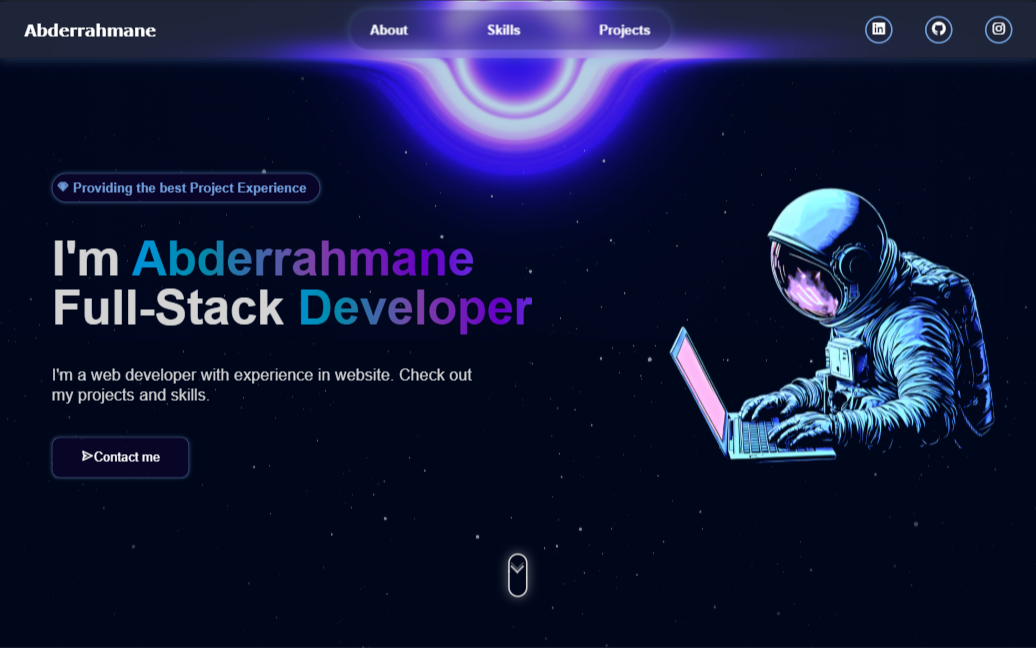 Abderrahmane
About
Skills
Projects
Providing the best Project Experience
I'm Abderrahmane
Full-Stack Developer
I'm a web developer with experience in website. Check out
my projects and skills.
Contact me